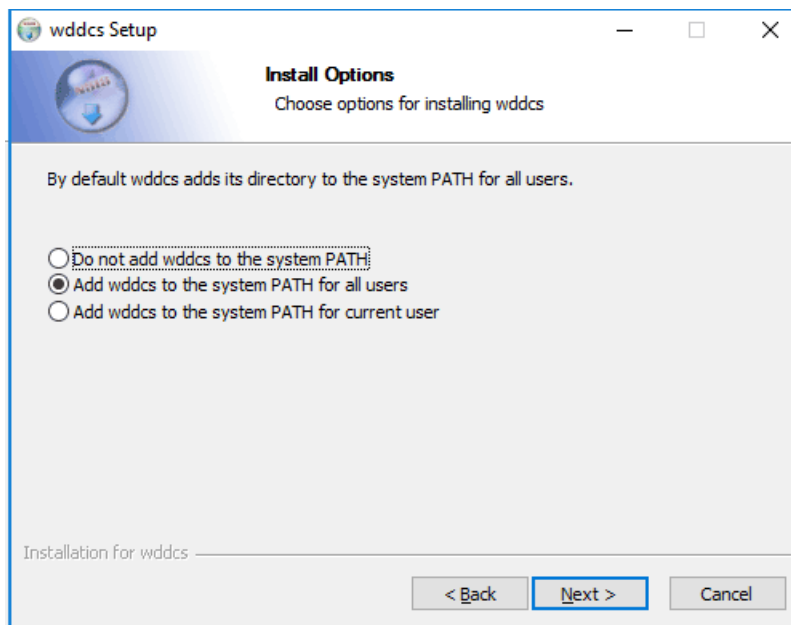 wddcs Setup
Install Options
Choose options for installing wddcs
By default wddcs adds its directory to the system PATH for all users.
Do not add wddcs to the system PATH
Add wddcs to the system PATH for all users
Add wddcs to the system PATH for current user
Installation for wddcs
< Back
Next >
Cancel